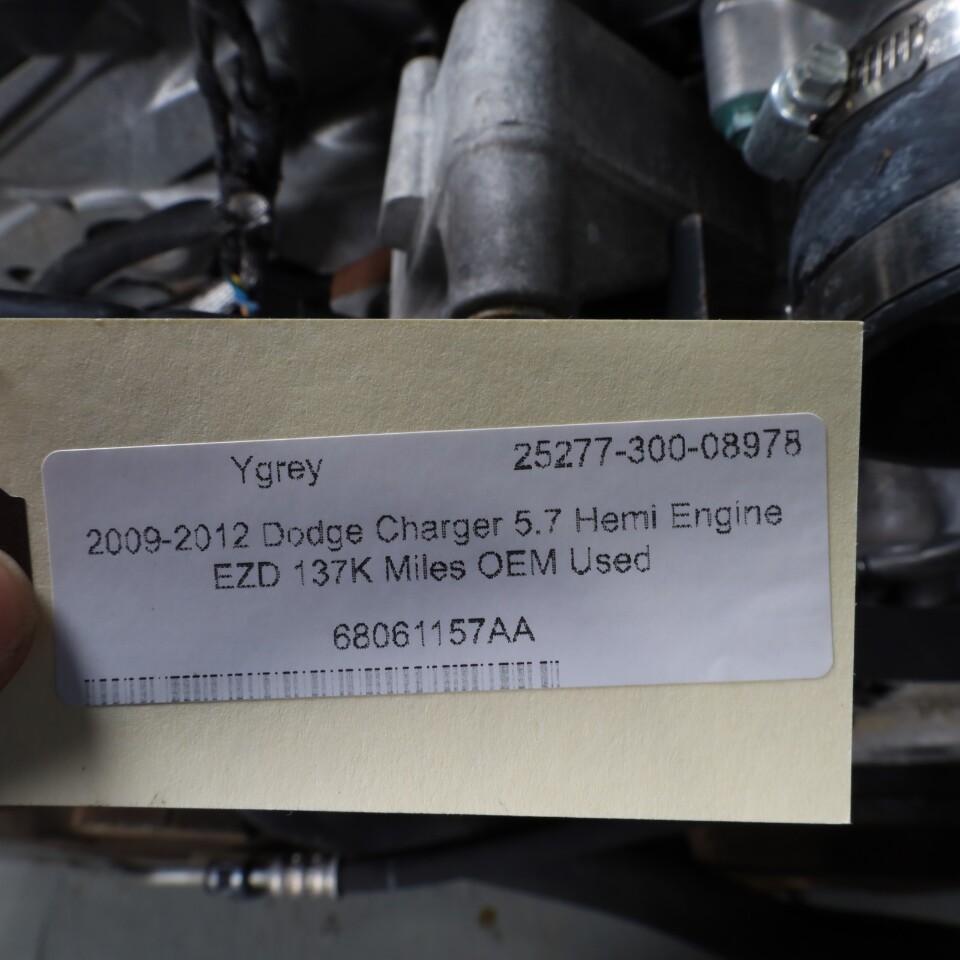 Ygrey 25277-300-08978
2009-2012 Dodge Charger 5.7 Hemi Engine
EZD 137K Miles OEM Used
68061157AA